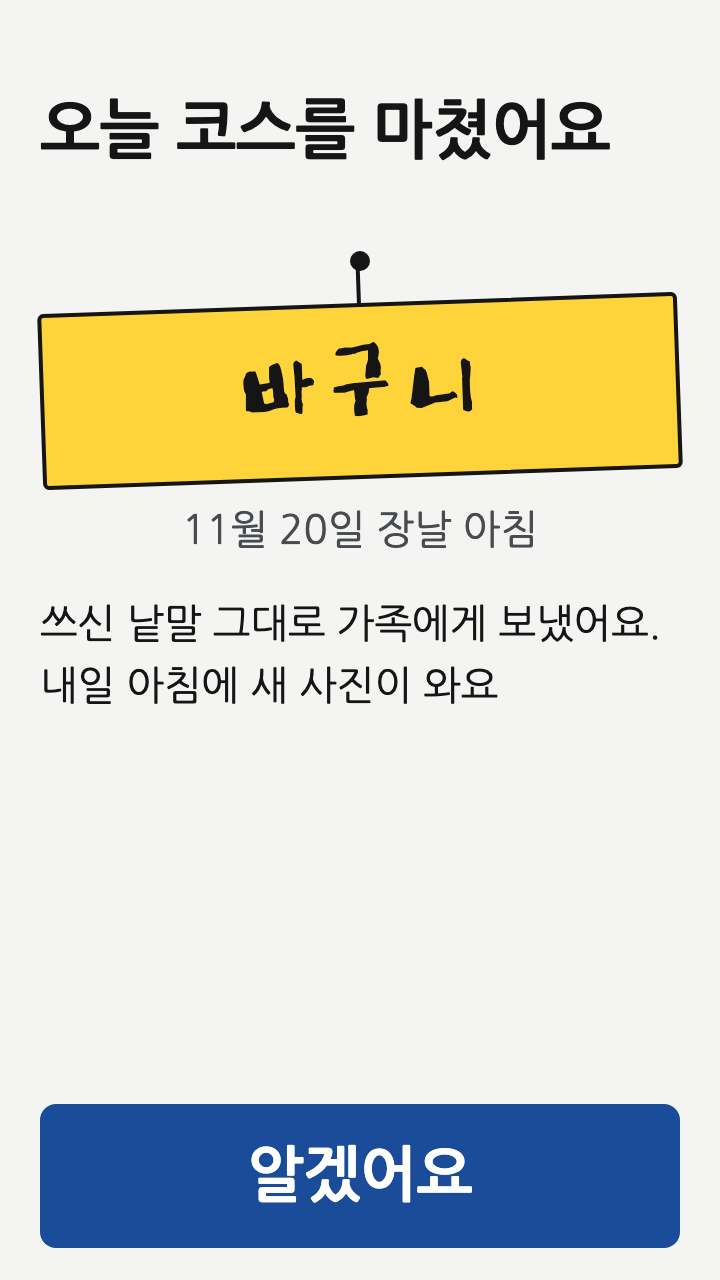 오늘 코스를 마쳤어요
바구니
11월 20일 장날 아침
쓰신 낱말 그대로 가족에게 보냈어요.
내일 아침에 새 사진이 와요
알겠어요